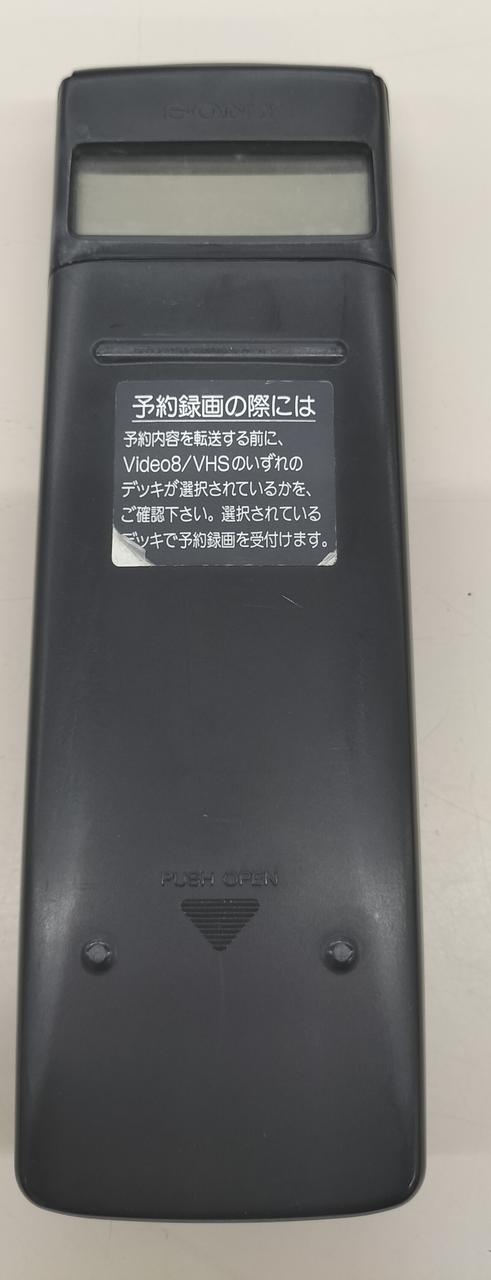 SONY
予約録画の際には
予約内容を転送する前に、
Video8/VHSのいずれの
デッキが選択されているかを、
ご確認下さい。選択されている
デッキで予約録画を受付けます。
PUSH OPEN